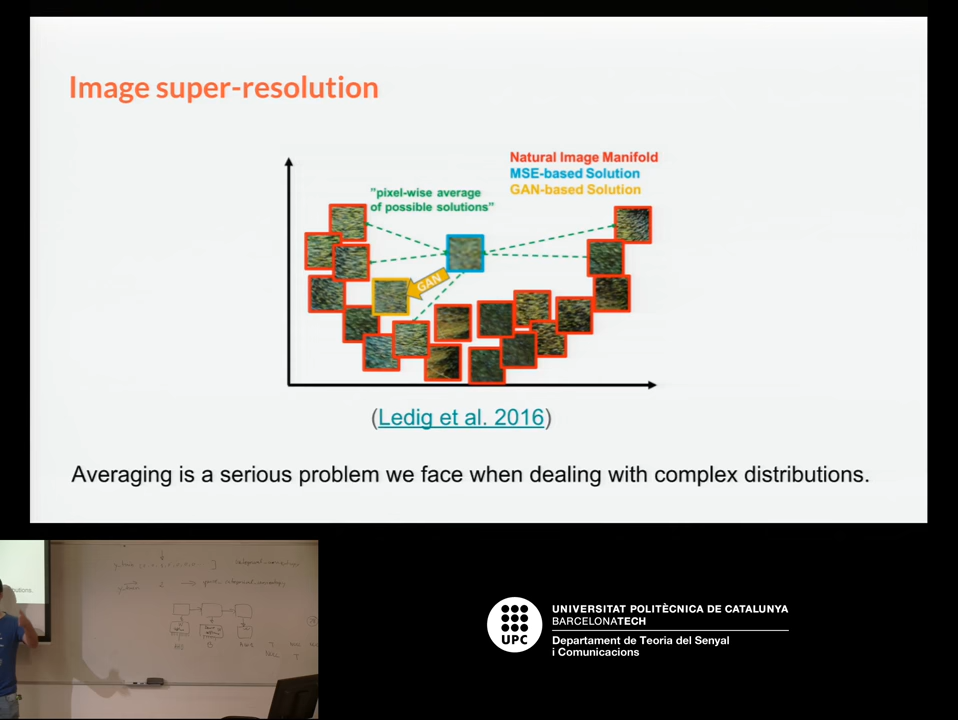 Image super-resolution
Natural Image Manifold
MSE-based Solution
GAN-based Solution
"pixel-wise average
of possible solutions"
GAN
(Ledig et al. 2016)
Averaging is a serious problem we face when dealing with complex distributions.
UPC
UNIVERSITAT POLITÈCNICA DE CATALUNYA
BARCELONATECH
Departament de Teoria del Senyal
i Comunicacions